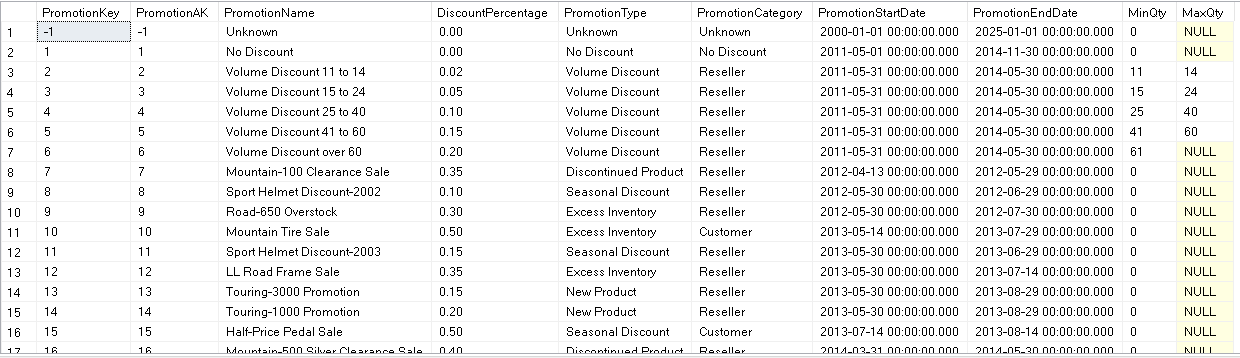 PromotionKey PromotionAK PromotionName DiscountPercentage PromotionType PromotionCategory PromotionStartDate PromotionEndDate MinQty MaxQty
1 -1 -1 Unknown 0.00 Unknown Unknown 2000-01-01 00:00:00.000 2025-01-01 00:00:00.000 0 NULL
2 1 1 No Discount 0.00 No Discount No Discount 2011-05-01 00:00:00.000 2014-11-30 00:00:00.000 0 NULL
3 2 2 Volume Discount 11 to 14 0.02 Volume Discount Reseller 2011-05-31 00:00:00.000 2014-05-30 00:00:00.000 11 14
4 3 3 Volume Discount 15 to 24 0.05 Volume Discount Reseller 2011-05-31 00:00:00.000 2014-05-30 00:00:00.000 15 24
5 4 4 Volume Discount 25 to 40 0.10 Volume Discount Reseller 2011-05-31 00:00:00.000 2014-05-30 00:00:00.000 25 40
6 5 5 Volume Discount 41 to 60 0.15 Volume Discount Reseller 2011-05-31 00:00:00.000 2014-05-30 00:00:00.000 41 60
7 6 6 Volume Discount over 60 0.20 Volume Discount Reseller 2011-05-31 00:00:00.000 2014-05-30 00:00:00.000 61 NULL
8 7 7 Mountain-100 Clearance Sale 0.35 Discontinued Product Reseller 2012-04-13 00:00:00.000 2012-05-29 00:00:00.000 0 NULL
9 8 8 Sport Helmet Discount-2002 0.10 Seasonal Discount Reseller 2012-05-30 00:00:00.000 2012-06-29 00:00:00.000 0 NULL
10 9 9 Road-650 Overstock 0.30 Excess Inventory Reseller 2012-05-30 00:00:00.000 2012-07-30 00:00:00.000 0 NULL
11 10 10 Mountain Tire Sale 0.50 Excess Inventory Customer 2013-05-14 00:00:00.000 2013-07-29 00:00:00.000 0 NULL
12 11 11 Sport Helmet Discount-2003 0.15 Seasonal Discount Reseller 2013-05-30 00:00:00.000 2013-06-29 00:00:00.000 0 NULL
13 12 12 LL Road Frame Sale 0.35 Excess Inventory Reseller 2013-05-30 00:00:00.000 2013-07-14 00:00:00.000 0 NULL
14 13 13 Touring-3000 Promotion 0.15 New Product Reseller 2013-05-30 00:00:00.000 2013-08-29 00:00:00.000 0 NULL
15 14 14 Touring-1000 Promotion 0.20 New Product Reseller 2013-05-30 00:00:00.000 2013-08-29 00:00:00.000 0 NULL
16 15 15 Half-Price Pedal Sale 0.50 Seasonal Discount Customer 2013-07-14 00:00:00.000 2013-08-14 00:00:00.000 0 NULL
17 16 16 Mountain-500 Silver Clearance Sale 0.40 Discontinued Product Reseller 2014-03-31 00:00:00.000 2014-05-30 00:00:00.000 0 NULL